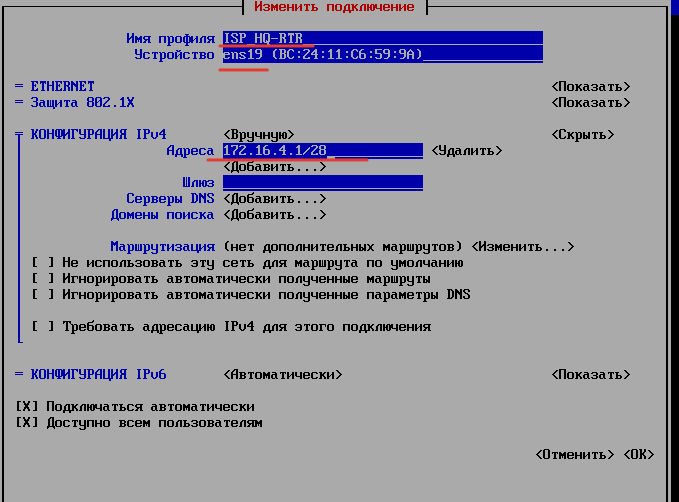 Изменить подключение
Имя профиля ISP_HQ-RTR
Устройство ens19 (BC:24:11:C6:59:9A)
= ETHERNET <Показать>
= Защита 802.1X <Показать>
= КОНФИГУРАЦИЯ IPv4 <Вручную> <Скрыть>
Адреса 172.16.4.1/28 <Удалить>
<Добавить...>
Шлюз
Серверы DNS <Добавить...>
Домены поиска <Добавить...>
Маршрутизация (нет дополнительных маршрутов) <Изменить...>
[ ] Не использовать эту сеть для маршрута по умолчанию
[ ] Игнорировать автоматически полученные маршруты
[ ] Игнорировать автоматически полученные параметры DNS
[ ] Требовать адресацию IPv4 для этого подключения
= КОНФИГУРАЦИЯ IPv6 <Автоматически> <Показать>
[X] Подключаться автоматически
[X] Доступно всем пользователям
<Отменить> <OK>